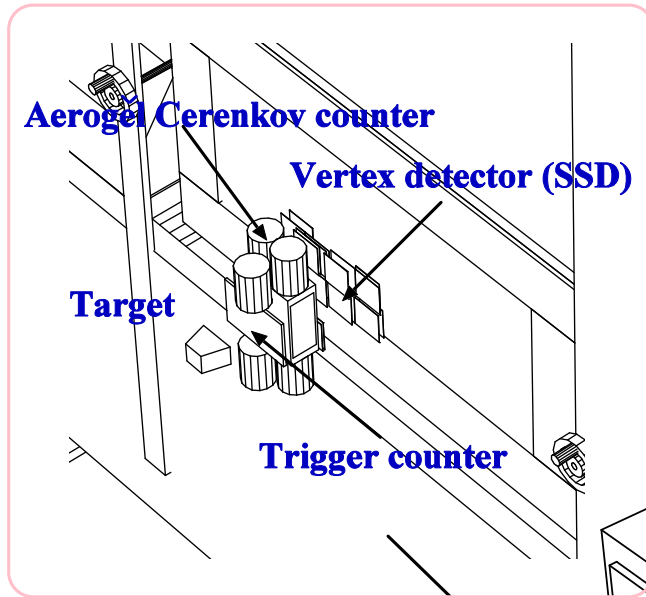 Aerogel Cerenkov counter
Vertex detector (SSD)
Target
Trigger counter